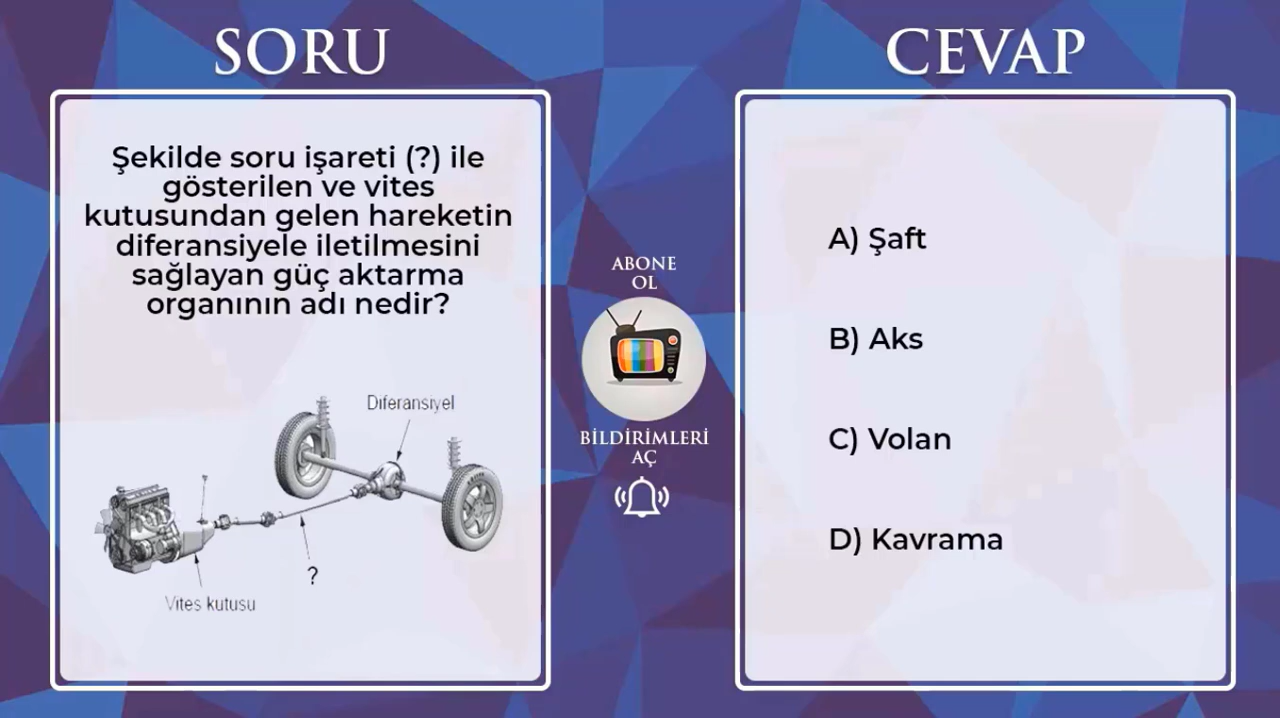 SORU
Şekilde soru işareti (?) ile
gösterilen ve vites
kutusundan gelen hareketin
diferansiyele iletilmesini
sağlayan güç aktarma
organının adı nedir?
Diferansiyel
?
Vites kutusu
ABONE
OL
BİLDİRİMLERİ
AÇ
CEVAP
A) Şaft
B) Aks
C) Volan
D) Kavrama